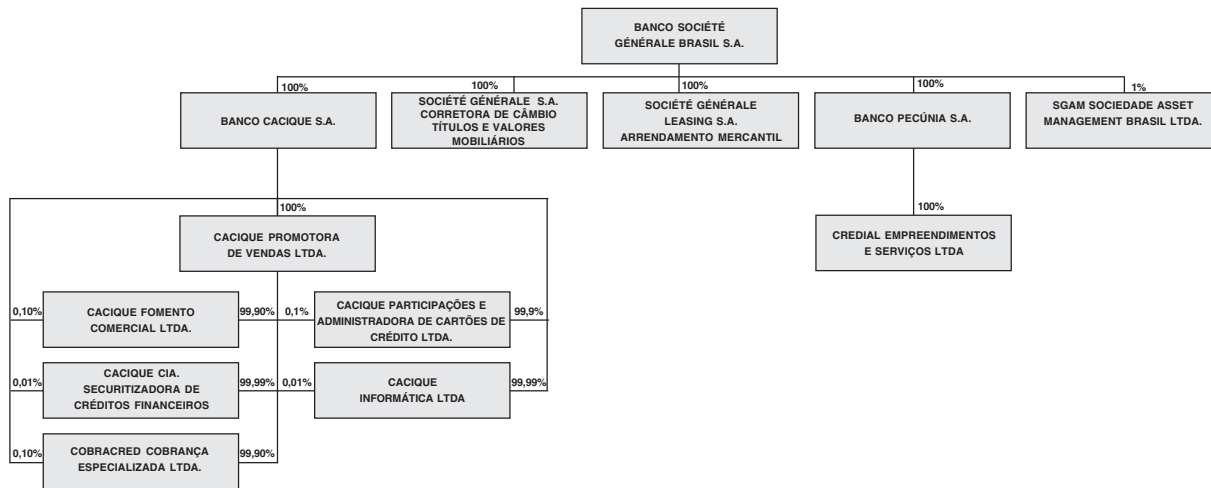 BANCO SOCIÉTÉ
GÉNÉRALE BRASIL S.A.
100%
100%
100%
100%
1%
BANCO CACIQUE S.A.
SOCIÉTÉ GÉNÉRALE S.A.
CORRETORA DE CÂMBIO
TÍTULOS E VALORES
MOBILIÁRIOS
SOCIÉTÉ GÉNÉRALE
LEASING S.A.
ARRENDAMENTO MERCANTIL
BANCO PECÚNIA S.A.
SGAM SOCIEDADE ASSET
MANAGEMENT BRASIL LTDA.
100%
100%
CACIQUE PROMOTORA
DE VENDAS LTDA.
CREDIAL EMPREENDIMENTOS
E SERVIÇOS LTDA
0,10%
CACIQUE FOMENTO
COMERCIAL LTDA.
99,90%
0,1%
CACIQUE PARTICIPAÇÕES E
ADMINISTRADORA DE CARTÕES DE
CRÉDITO LTDA.
99,9%
0,01%
CACIQUE CIA.
SECURITIZADORA DE
CRÉDITOS FINANCEIROS
99,99%
0,01%
CACIQUE
INFORMÁTICA LTDA
99,99%
0,10%
COBRACRED COBRANÇA
ESPECIALIZADA LTDA.
99,90%